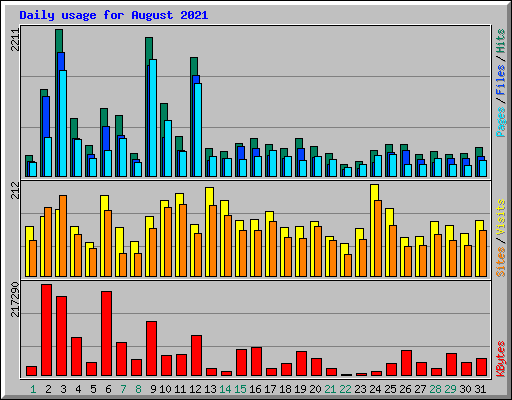 Daily usage for August 2021
2211
Pages / Files / Hits
212
Sites / Visits
217290
KBytes
1 2 3 4 5 6 7 8 9 10 11 12 13 14 15 16 17 18 19 20 21 22 23 24 25 26 27 28 29 30 31